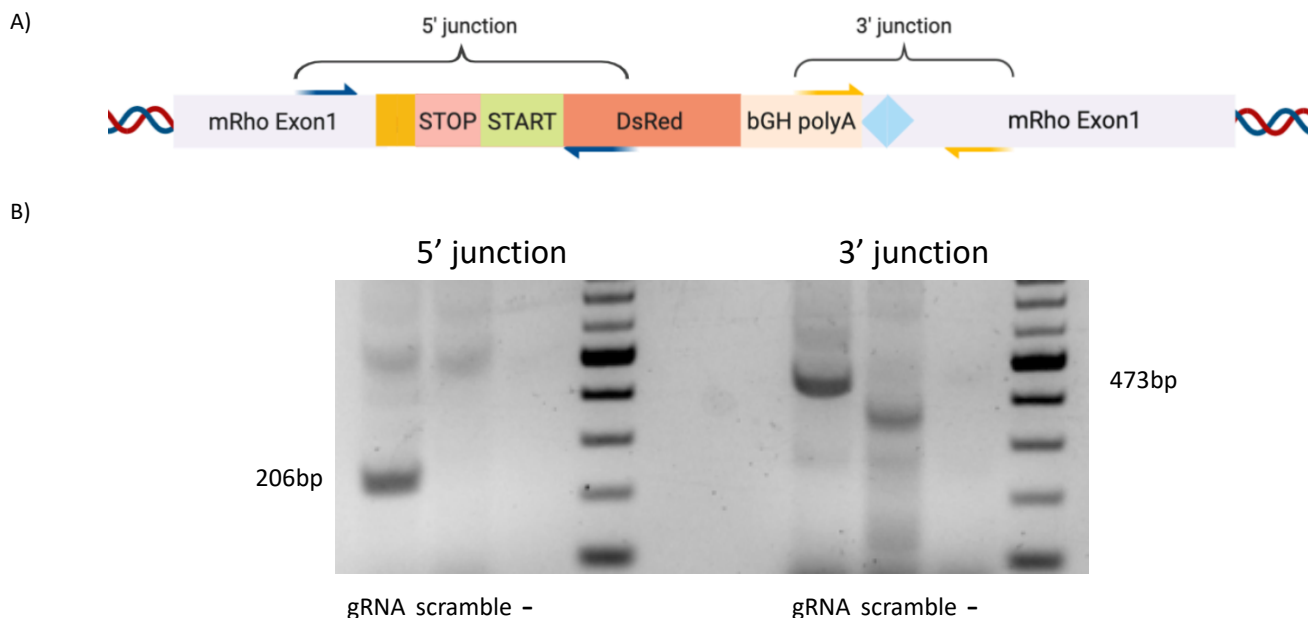 A)
5' junction
3' junction
mRho Exon1 STOP START DsRed bGH polyA mRho Exon1
B)
5’ junction 3’ junction
473bp
206bp
gRNA scramble - gRNA scramble -